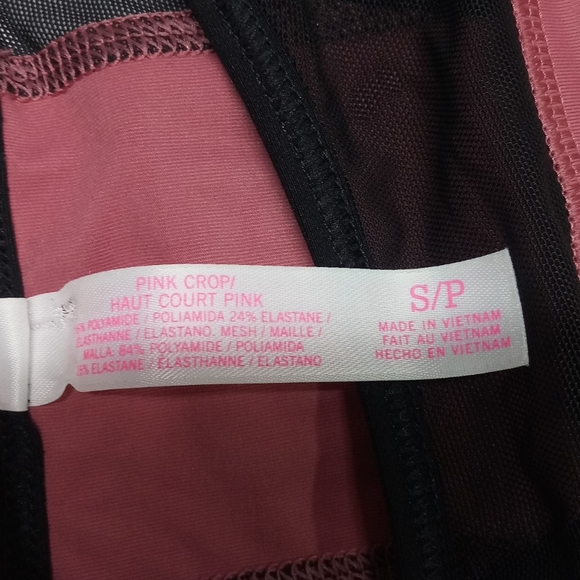 PINK CROP/
HAUT COURT PINK
POLYAMIDE / POLIAMIDA 24% ELASTANE /
ELASTHANNE / ELASTANO. MESH / MAILLE /
MALLA: 84% POLYAMIDE / POLIAMIDA
ELASTANE / ÉLASTHANNE / ELASTANO
S/P
MADE IN VIETNAM
FAIT AU VIETNAM
HECHO EN VIETNAM